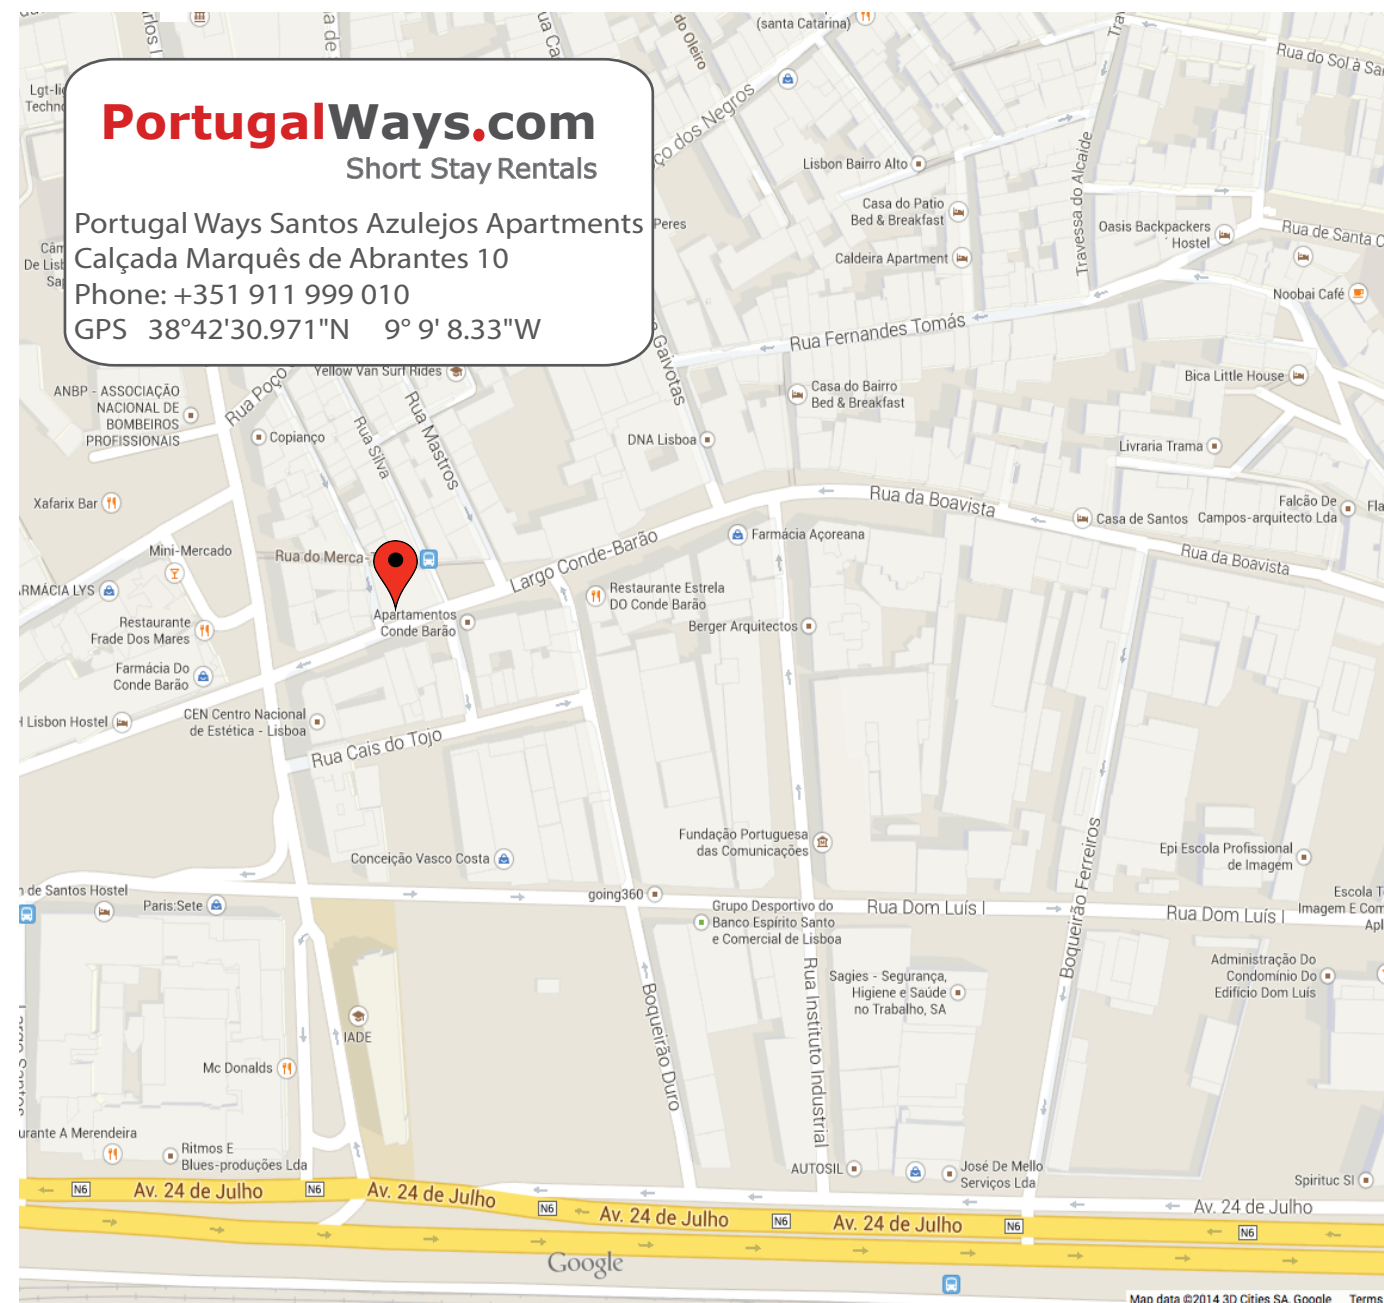 PortugalWays.com
Short Stay Rentals
Portugal Ways Santos Azulejos Apartments
Calçada Marquês de Abrantes 10
Phone: +351 911 999 010
GPS 38°42'30.971"N 9° 9' 8.33"W
(santa Catarina)
do Oleiro
Rua do Sol à Sa
ço dos Negros
Lisbon Bairro Alto
Travessa do Alcaide
Casa do Patio
Bed & Breakfast
Caldeira Apartment
Peres
Oasis Backpackers
Hostel
Rua de Santa C
Noobai Café
Rua Fernandes Tomás
Gaivotas
Bica Little House
Casa do Bairro
Bed & Breakfast
DNA Lisboa
Livraria Trama
Yellow Van Surf Rides
ANBP - ASSOCIAÇÃO
NACIONAL DE
BOMBEIROS
PROFISSIONAIS
Rua Poço
Copianço
Rua Silva
Rua Mastros
Xafarix Bar
Rua da Boavista
Casa de Santos
Falcão De
Campos-arquitecto Lda
Fla
Farmácia Açoreana
Rua da Boavista
Mini-Mercado
Rua do Merca-T
Largo Conde-Barão
RMÁCIA LYS
Restaurante
Frade Dos Mares
Apartamentos
Conde Barão
Restaurante Estrela
DO Conde Barão
Berger Arquitectos
Farmácia Do
Conde Barão
Lisbon Hostel
CEN Centro Nacional
de Estética - Lisboa
Rua Cais do Tojo
Fundação Portuguesa
das Comunicações
Conceição Vasco Costa
Boqueirão Ferreiros
Epi Escola Profissional
de Imagem
de Santos Hostel
Paris:Sete
going360
Grupo Desportivo do
Banco Espírito Santo
e Comercial de Lisboa
Rua Dom Luís I
Rua Dom Luís I
Escola T
Imagem E Com
Apl
Sagies - Segurança,
Higiene e Saúde
no Trabalho, SA
Administração Do
Condomínio Do
Edifício Dom Luís
Rua Instituto Industrial
Boqueirão Duro
IADE
Mc Donalds
urante A Merendeira
Ritmos E
Blues-produções Lda
AUTOSIL
José De Mello
Serviços Lda
Spirituc SI
N6
Av. 24 de Julho
N6
Av. 24 de Julho
N6
Av. 24 de Julho
N6
Av. 24 de Julho
N6
Av. 24 de Julho
N6
Google
Map data ©2014 3D Cities SA, Google Terms